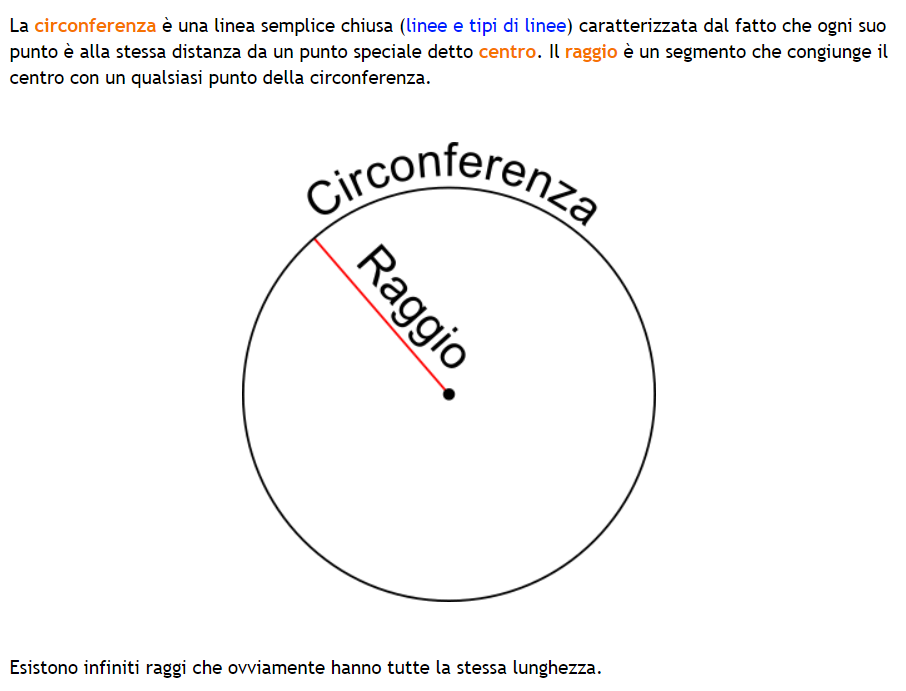 La circonferenza è una linea semplice chiusa (linee e tipi di linee) caratterizzata dal fatto che ogni suo
punto è alla stessa distanza da un punto speciale detto centro. Il raggio è un segmento che congiunge il
centro con un qualsiasi punto della circonferenza.
Circonferenza
Raggio
Esistono infiniti raggi che ovviamente hanno tutte la stessa lunghezza.